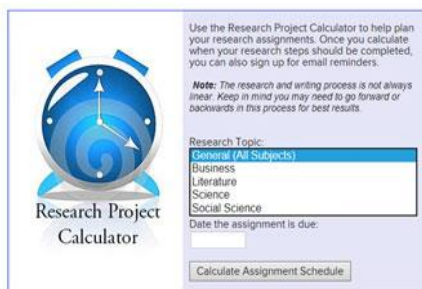 Use the Research Project Calculator to help plan
your research assignments. Once you calculate
when your research steps should be completed,
you can also sign up for email reminders.
Note: The research and writing process is not always
linear. Keep in mind you may need to go forward or
backwards in this process for best results.
Research Topic:
General (All Subjects)
Business
Literature
Science
Social Science
Date the assignment is due:
Calculate Assignment Schedule
Research Project
Calculator